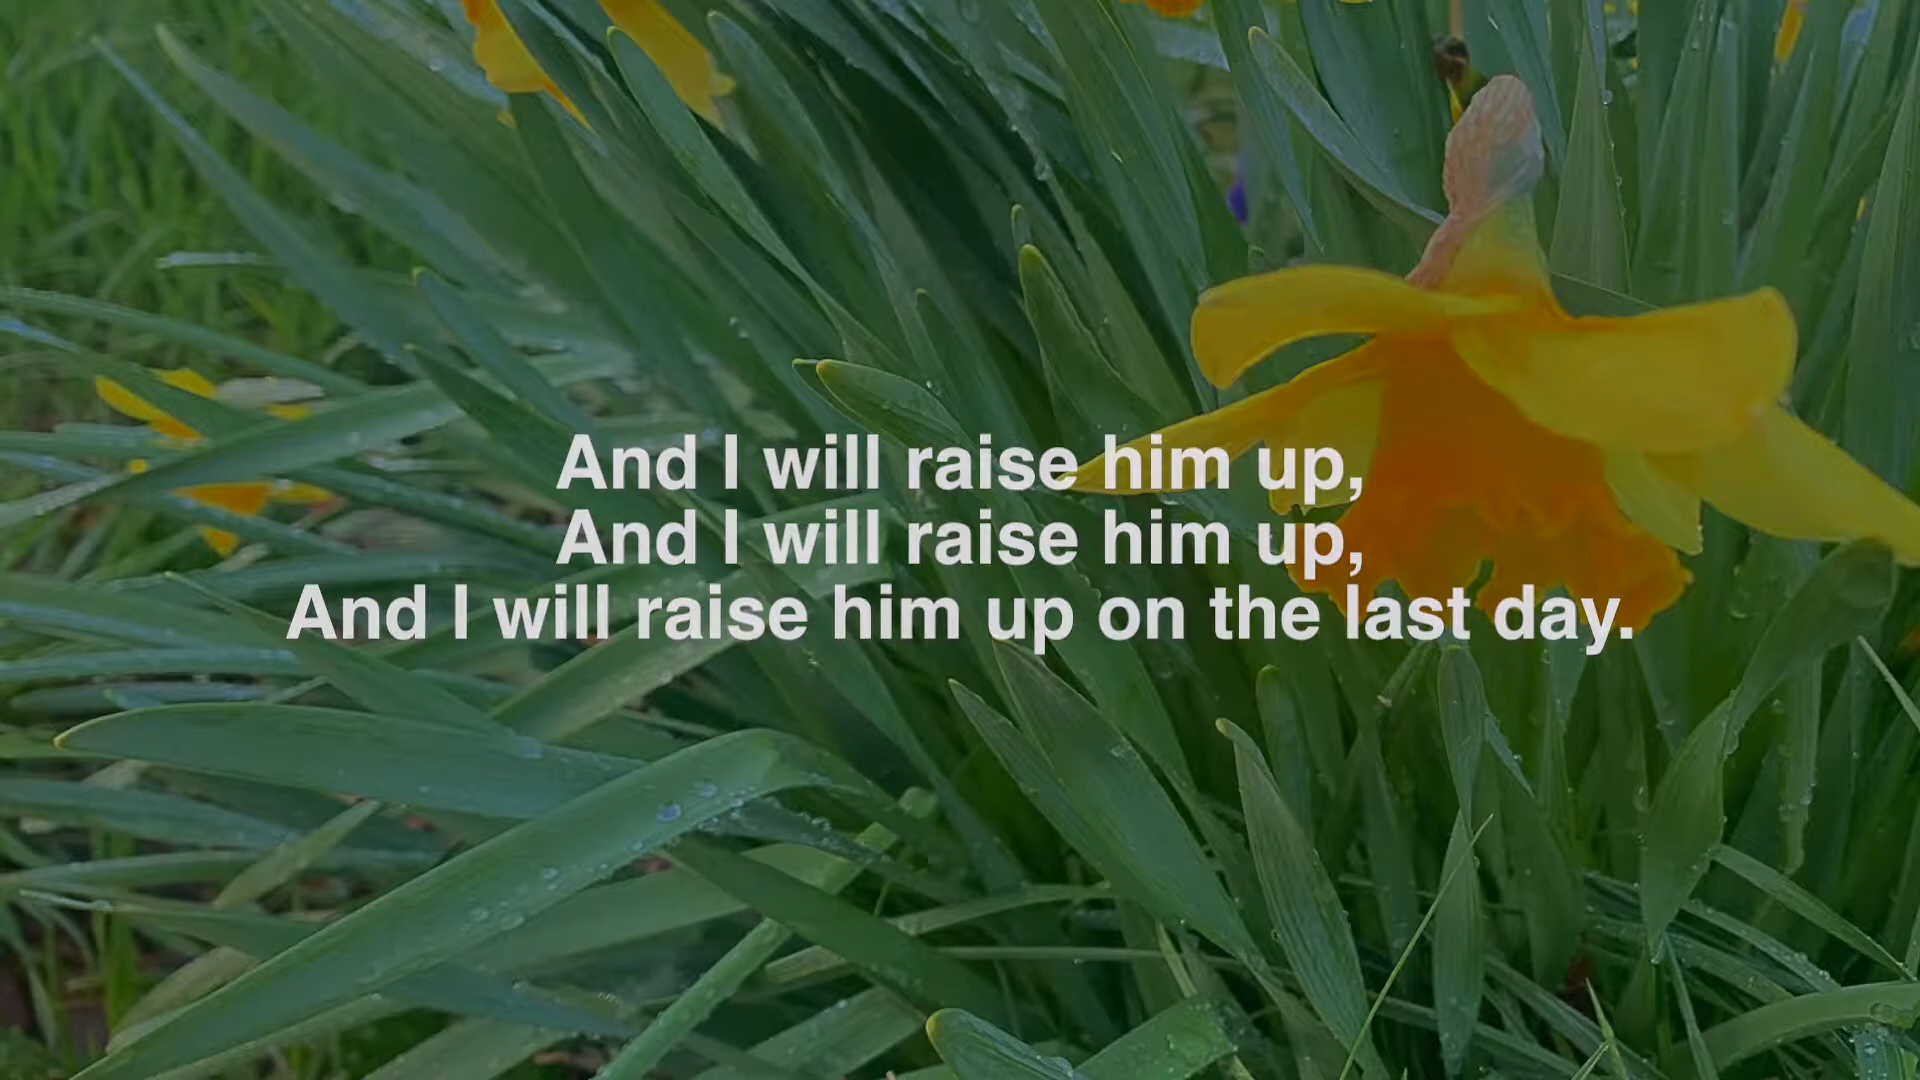 And I will raise him up,
And I will raise him up,
And I will raise him up on the last day.